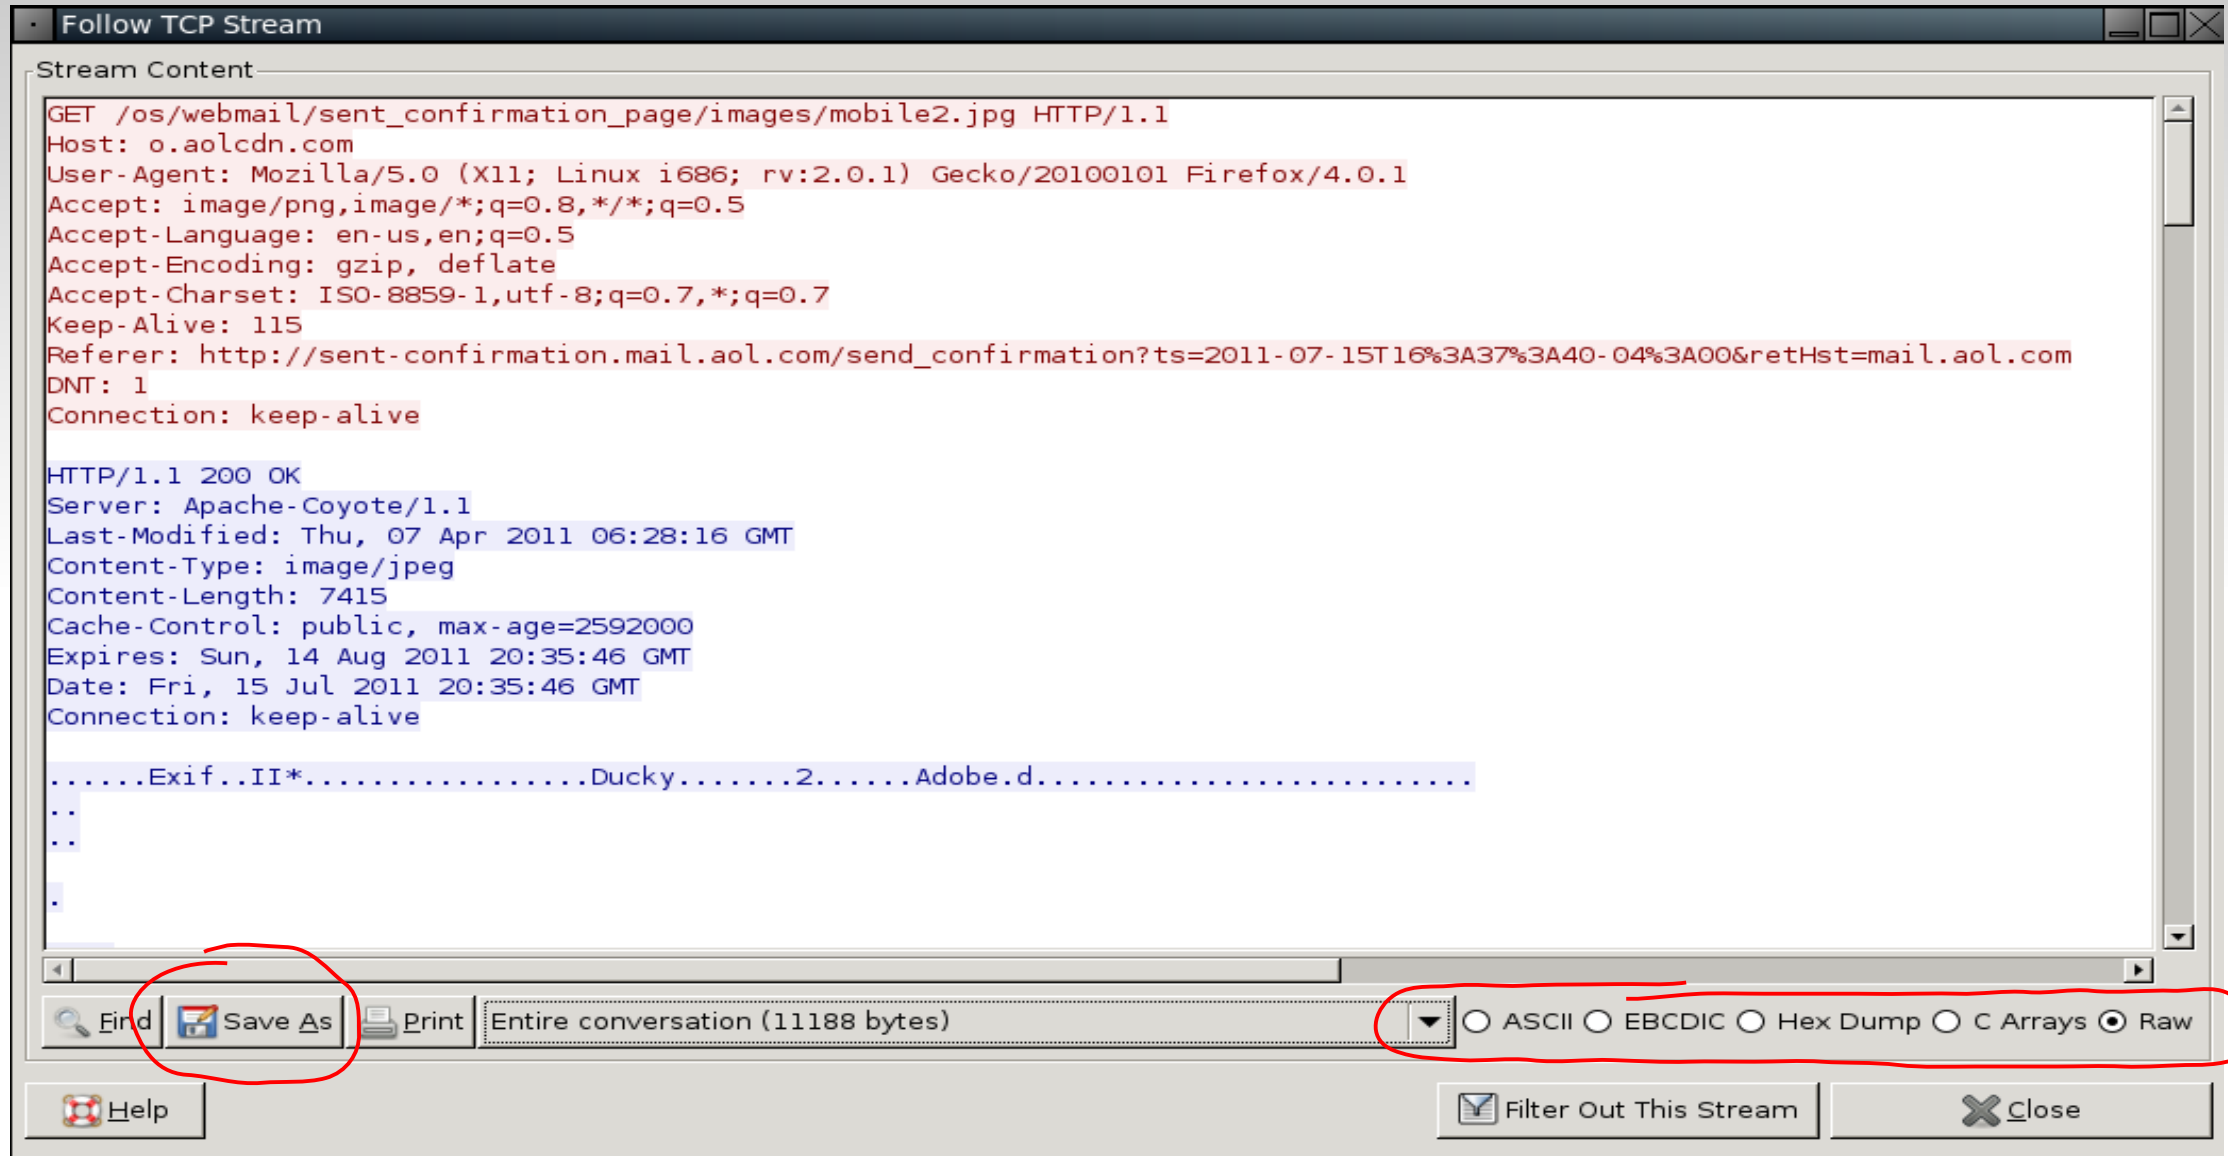 Follow TCP Stream
Stream Content
GET /os/webmail/sent_confirmation_page/images/mobile2.jpg HTTP/1.1
Host: o.aolcdn.com
User-Agent: Mozilla/5.0 (X11; Linux i686; rv:2.0.1) Gecko/20100101 Firefox/4.0.1
Accept: image/png,image/*;q=0.8,*/*;q=0.5
Accept-Language: en-us,en;q=0.5
Accept-Encoding: gzip, deflate
Accept-Charset: ISO-8859-1,utf-8;q=0.7,*;q=0.7
Keep-Alive: 115
Referer: http://sent-confirmation.mail.aol.com/send_confirmation?ts=2011-07-15T16%3A37%3A40-04%3A00&retHst=mail.aol.com
DNT: 1
Connection: keep-alive
HTTP/1.1 200 OK
Server: Apache-Coyote/1.1
Last-Modified: Thu, 07 Apr 2011 06:28:16 GMT
Content-Type: image/jpeg
Content-Length: 7415
Cache-Control: public, max-age=2592000
Expires: Sun, 14 Aug 2011 20:35:46 GMT
Date: Fri, 15 Jul 2011 20:35:46 GMT
Connection: keep-alive
......Exif..II*.................Ducky.......2......Adobe.d..........................
..
..
.
Find Save As Print Entire conversation (11188 bytes) ASCII EBCDIC Hex Dump C Arrays Raw
Help Filter Out This Stream Close